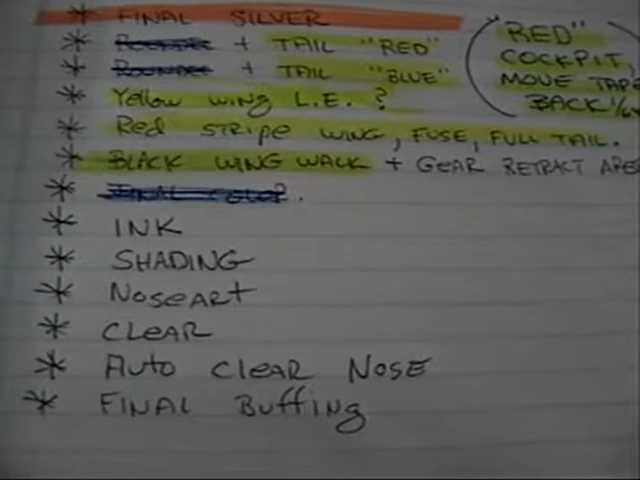 * FINAL SILVER
* + TAIL "RED"
* + TAIL "BLUE"
* Yellow wing L.E. ?
* Red STRIPE WING, FUSE, FULL TAIL.
* BLACK WING WALK + GEAR RETRACT
*
* INK
* SHADING
* NOSEART
* CLEAR
* AUTO CLEAR NOSE
* FINAL BUFFING
"RED"
COCKPIT,
MOVE TAPE
BACK